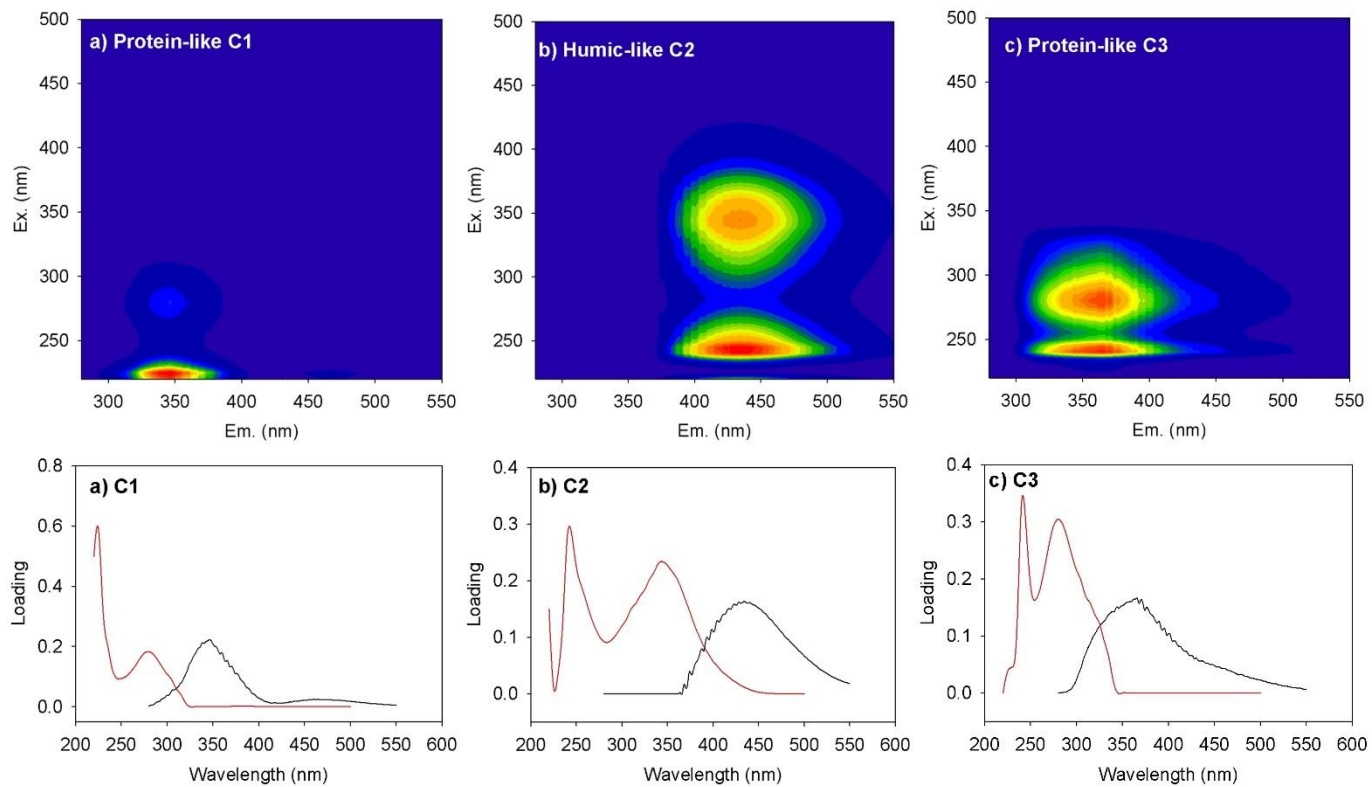 a) Protein-like C1
500
450
400
350
300
250
Ex. (nm)
300 350 400 450 500 550
Em. (nm)
b) Humic-like C2
500
450
400
350
300
250
Ex. (nm)
300 350 400 450 500 550
Em. (nm)
c) Protein-like C3
500
450
400
350
300
250
Ex. (nm)
300 350 400 450 500 550
Em. (nm)
a) C1
0.8
0.6
0.4
0.2
0.0
Loading
200 250 300 350 400 450 500 550 600
Wavelength (nm)
b) C2
0.4
0.3
0.2
0.1
0.0
Loading
200 250 300 350 400 450 500 550 600
Wavelength (nm)
c) C3
0.4
0.3
0.2
0.1
0.0
Loading
200 250 300 350 400 450 500 550 600
Wavelength (nm)